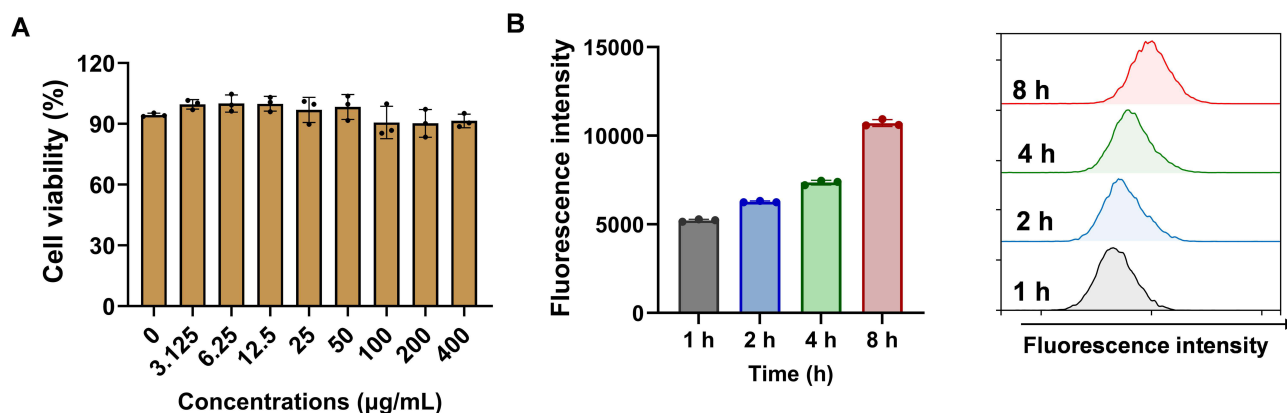 A
Cell viability (%)
120
90
60
30
0
0
3.125
6.25
12.5
25
50
100
200
400
Concentrations (μg/mL)
B
Fluorescence intensity
15000
10000
5000
0
1 h
2 h
4 h
8 h
Time (h)
8 h
4 h
2 h
1 h
Fluorescence intensity